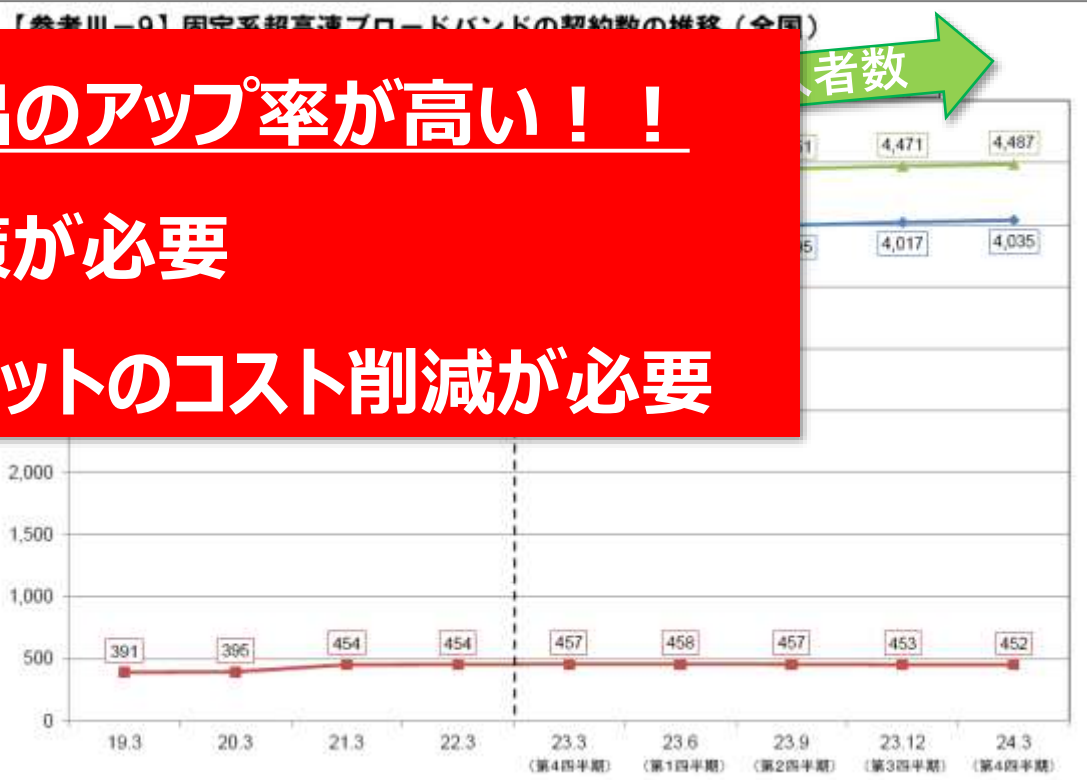 【参考Ⅲ－9】固定系超高速ブロードバンドの契約数の推移（全国）
者数
のアップ率が高い！！
が必要
ットのコスト削減が必要
4,471
4,487
4,017
4,035
2,000
1,500
1,000
500
0
391
395
454
454
457
458
457
453
452
19.3
20.3
21.3
22.3
23.3
23.6
23.9
23.12
24.3
（第4四半期）
（第1四半期）
（第2四半期）
（第3四半期）
（第4四半期）